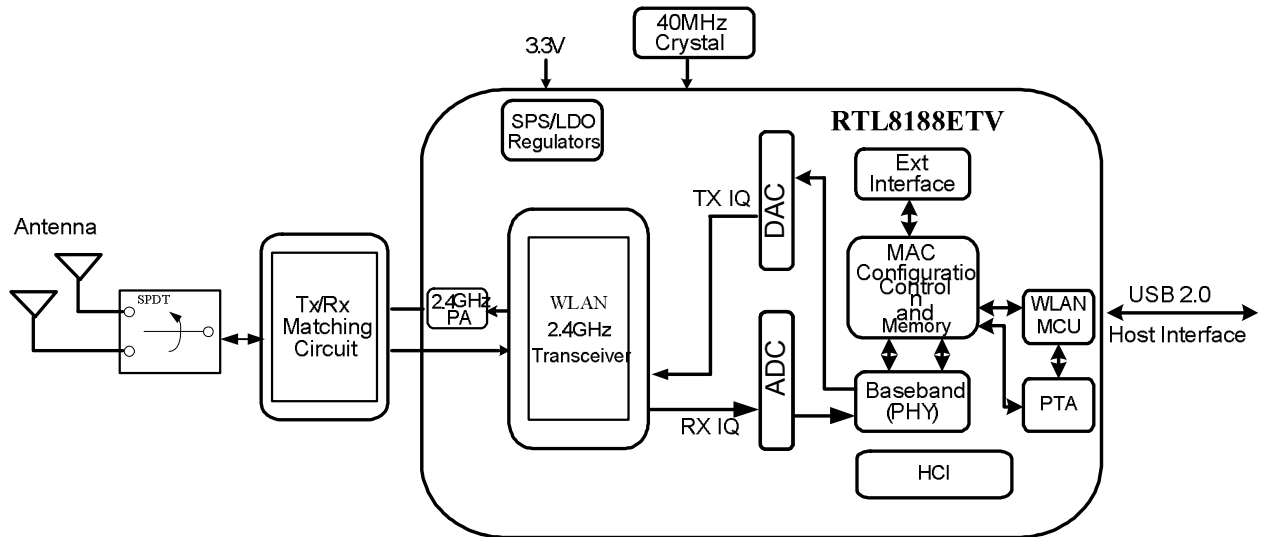 40MHz
Crystal
3.3V
SPS/LDO
Regulators
RTL8188ETV
Ext
Interface
TX IQ
DAC
Antenna
MAC
Configuratio
Control
n
and
Memory
SPDT
Tx/Rx
Matching
Circuit
2.4GHz
PA
WLAN
2.4GHz
Transceiver
WLAN
MCU
USB 2.0
Host Interface
ADC
Baseband
(PHY)
PTA
RX IQ
HCI